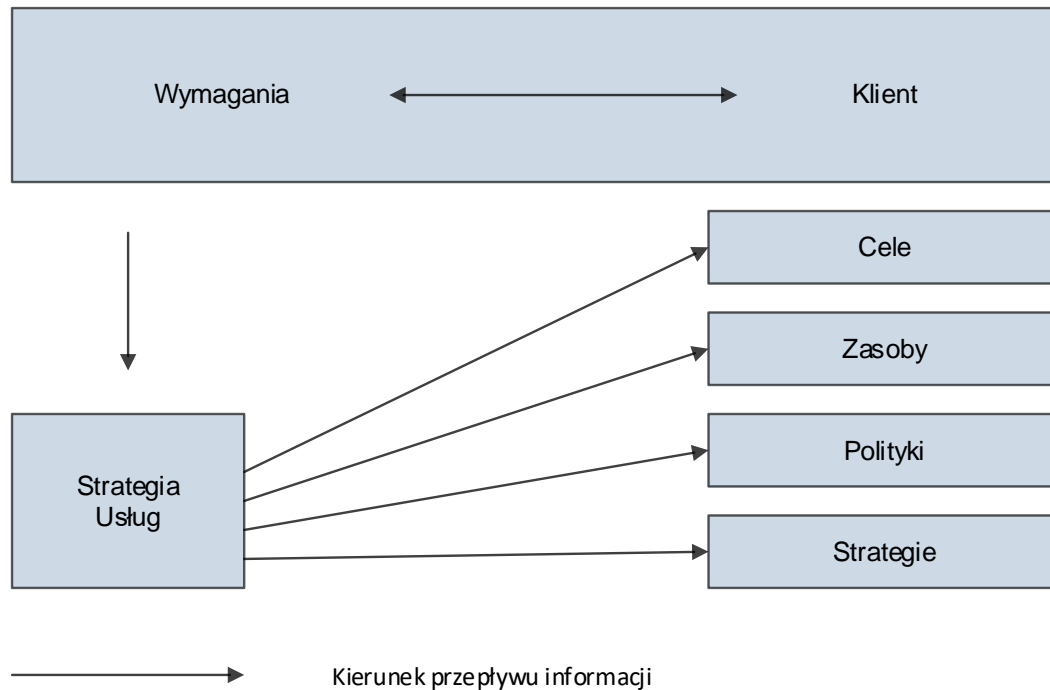 Wymagania
Klient
Cele
Zasoby
Polityki
Strategie
Strategia
Usług
Kierunek przepływu informacji